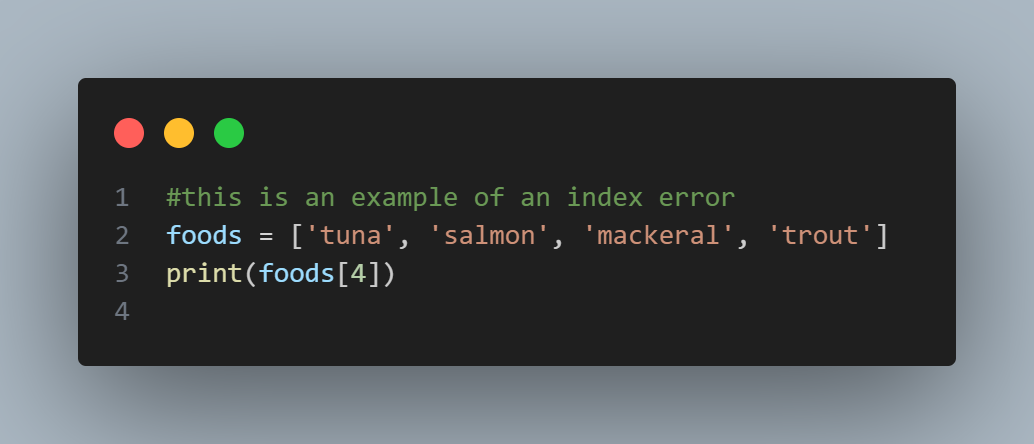 1 #this is an example of an index error
2 foods = ['tuna', 'salmon', 'mackeral', 'trout']
3 print(foods[4])
4